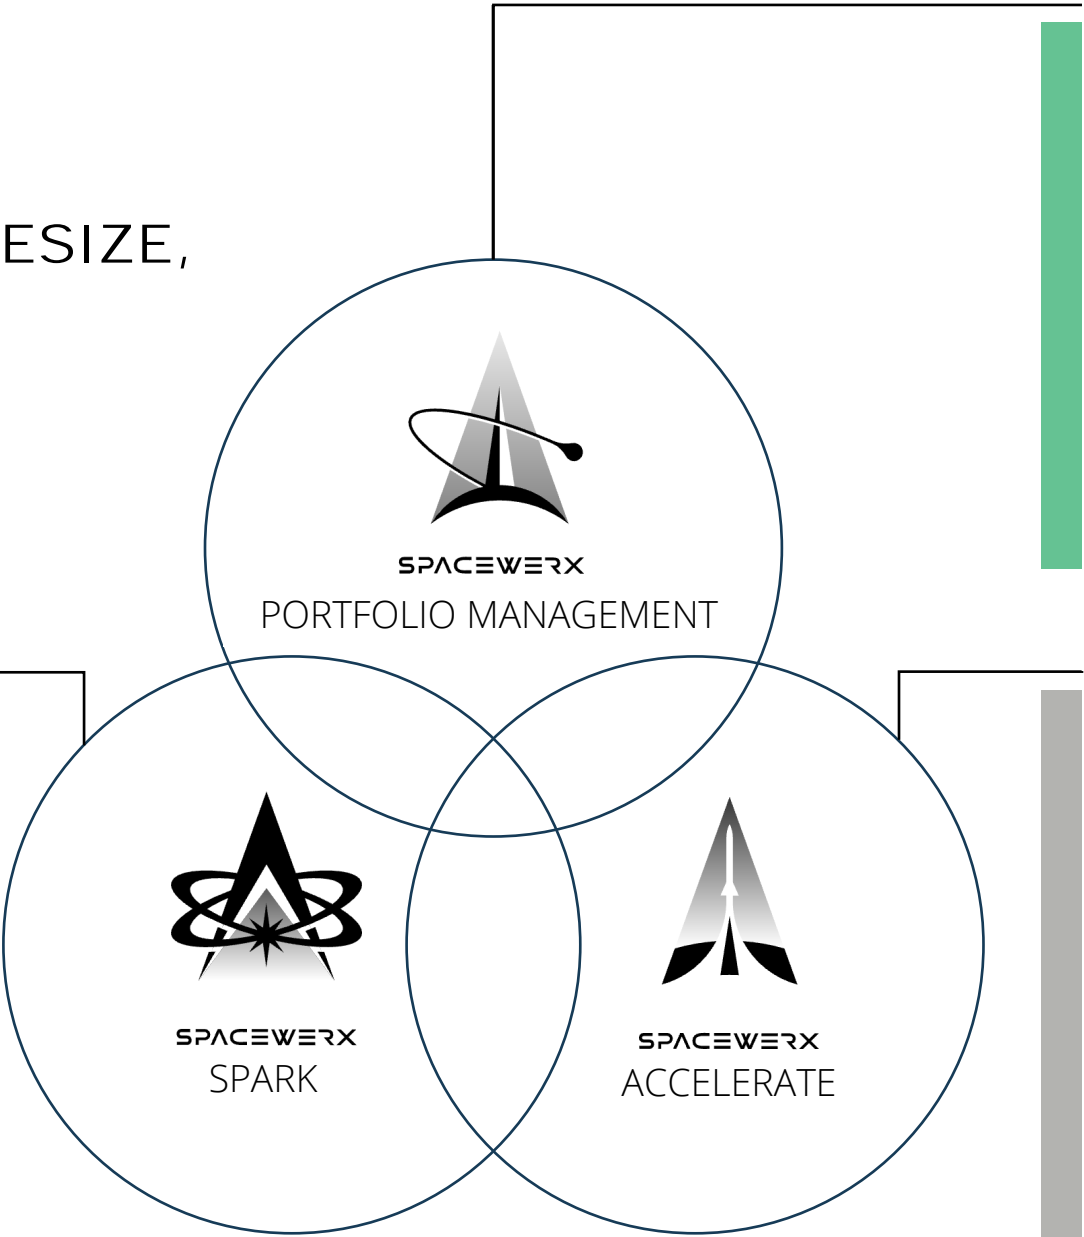 ESIZE,
SPACEWERX
PORTFOLIO MANAGEMENT
SPACEWERX
SPARK
SPACEWERX
ACCELERATE